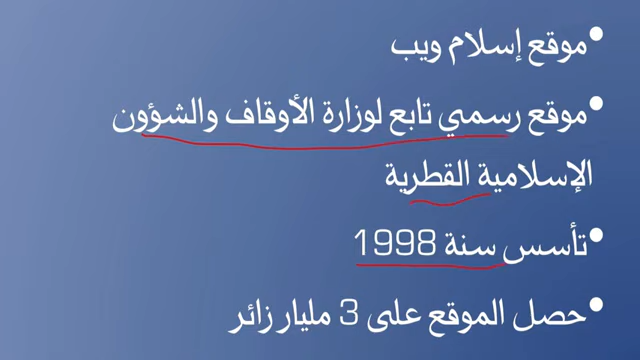 •موقع إسلام ويب
•موقع رسمي تابع لوزارة الأوقاف والشؤون
الإسلامية القطرية
•تأسس سنة 1998
•حصل الموقع على 3 مليار زائر